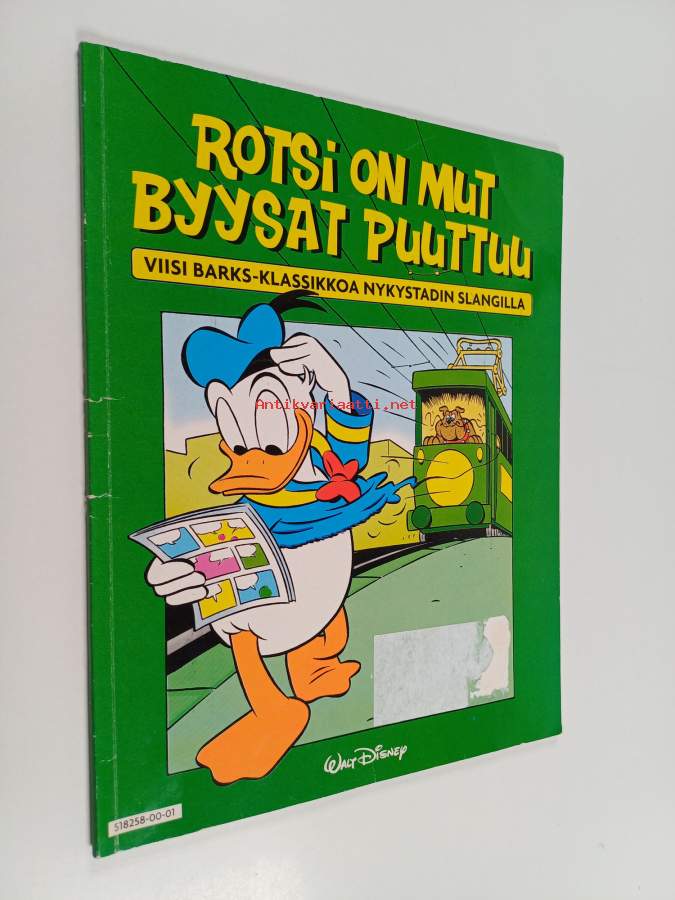 ROTSi ON MUT
BYYSAT PUUTTUU
VIISI BARKS-KLASSIKKOA NYKYSTADIN SLANGILLA
Antikvariaatti.net
WALT DISNEY
518258-00-01